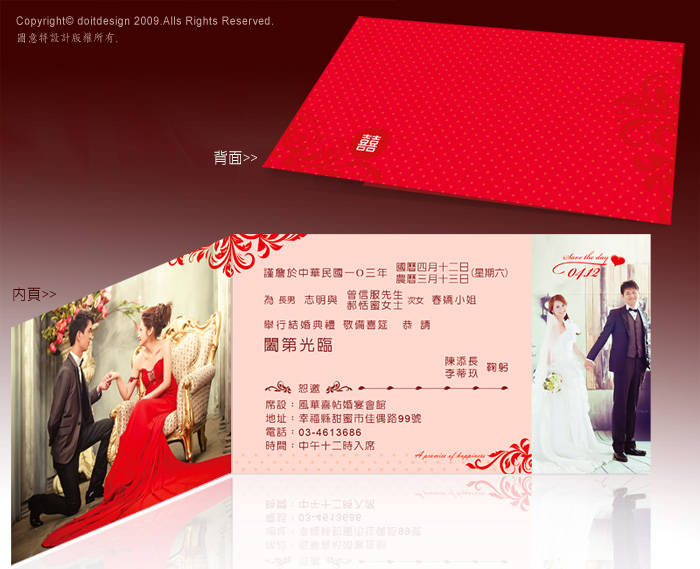 Copyright© doitdesign 2009.Alls Rights Reserved.
圖意特設計版權所有.
背面>>
囍
內頁>>
謹詹於中華民國一O三年 國曆四月十二日 農曆三月十三日 (星期六)
為 長男 志明與 曾信服先生 郝恬蜜女士 次女 春嬌小姐
舉行結婚典禮 敬備喜筵 恭 請
闔第光臨
陳添長
李蒂玖 鞠躬
恕邀
席設：風華喜帖婚宴會館
地址：幸福縣甜蜜市佳偶路99號
電話：03-4613686
時間：中午十二時入席
A promise of happiness
Save the day
04.12